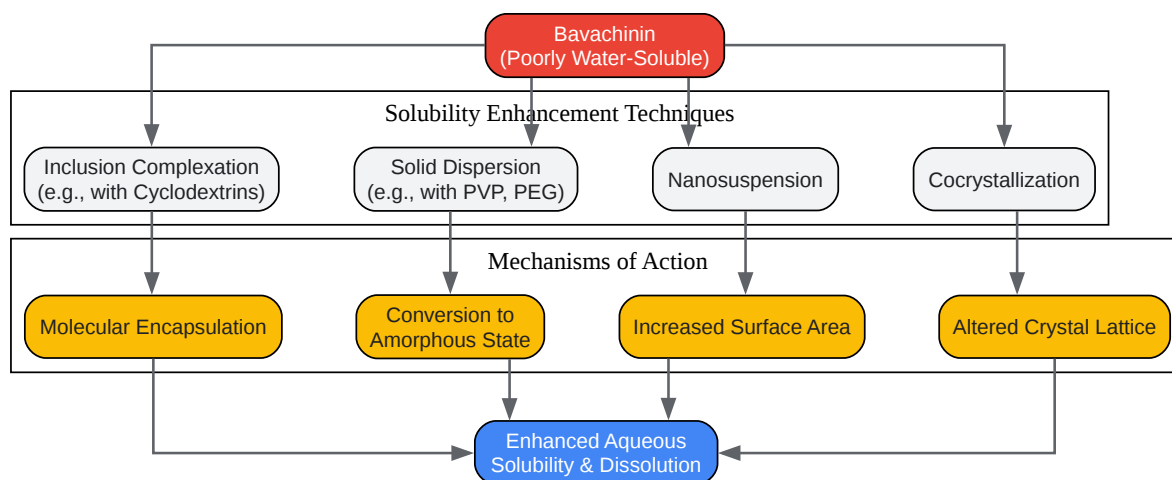 Bavachinin
(Poorly Water-Soluble)
Solubility Enhancement Techniques
Inclusion Complexation
(e.g., with Cyclodextrins)
Solid Dispersion
(e.g., with PVP, PEG)
Nanosuspension
Cocrystallization
Mechanisms of Action
Molecular Encapsulation
Conversion to
Amorphous State
Increased Surface Area
Altered Crystal Lattice
Enhanced Aqueous
Solubility & Dissolution